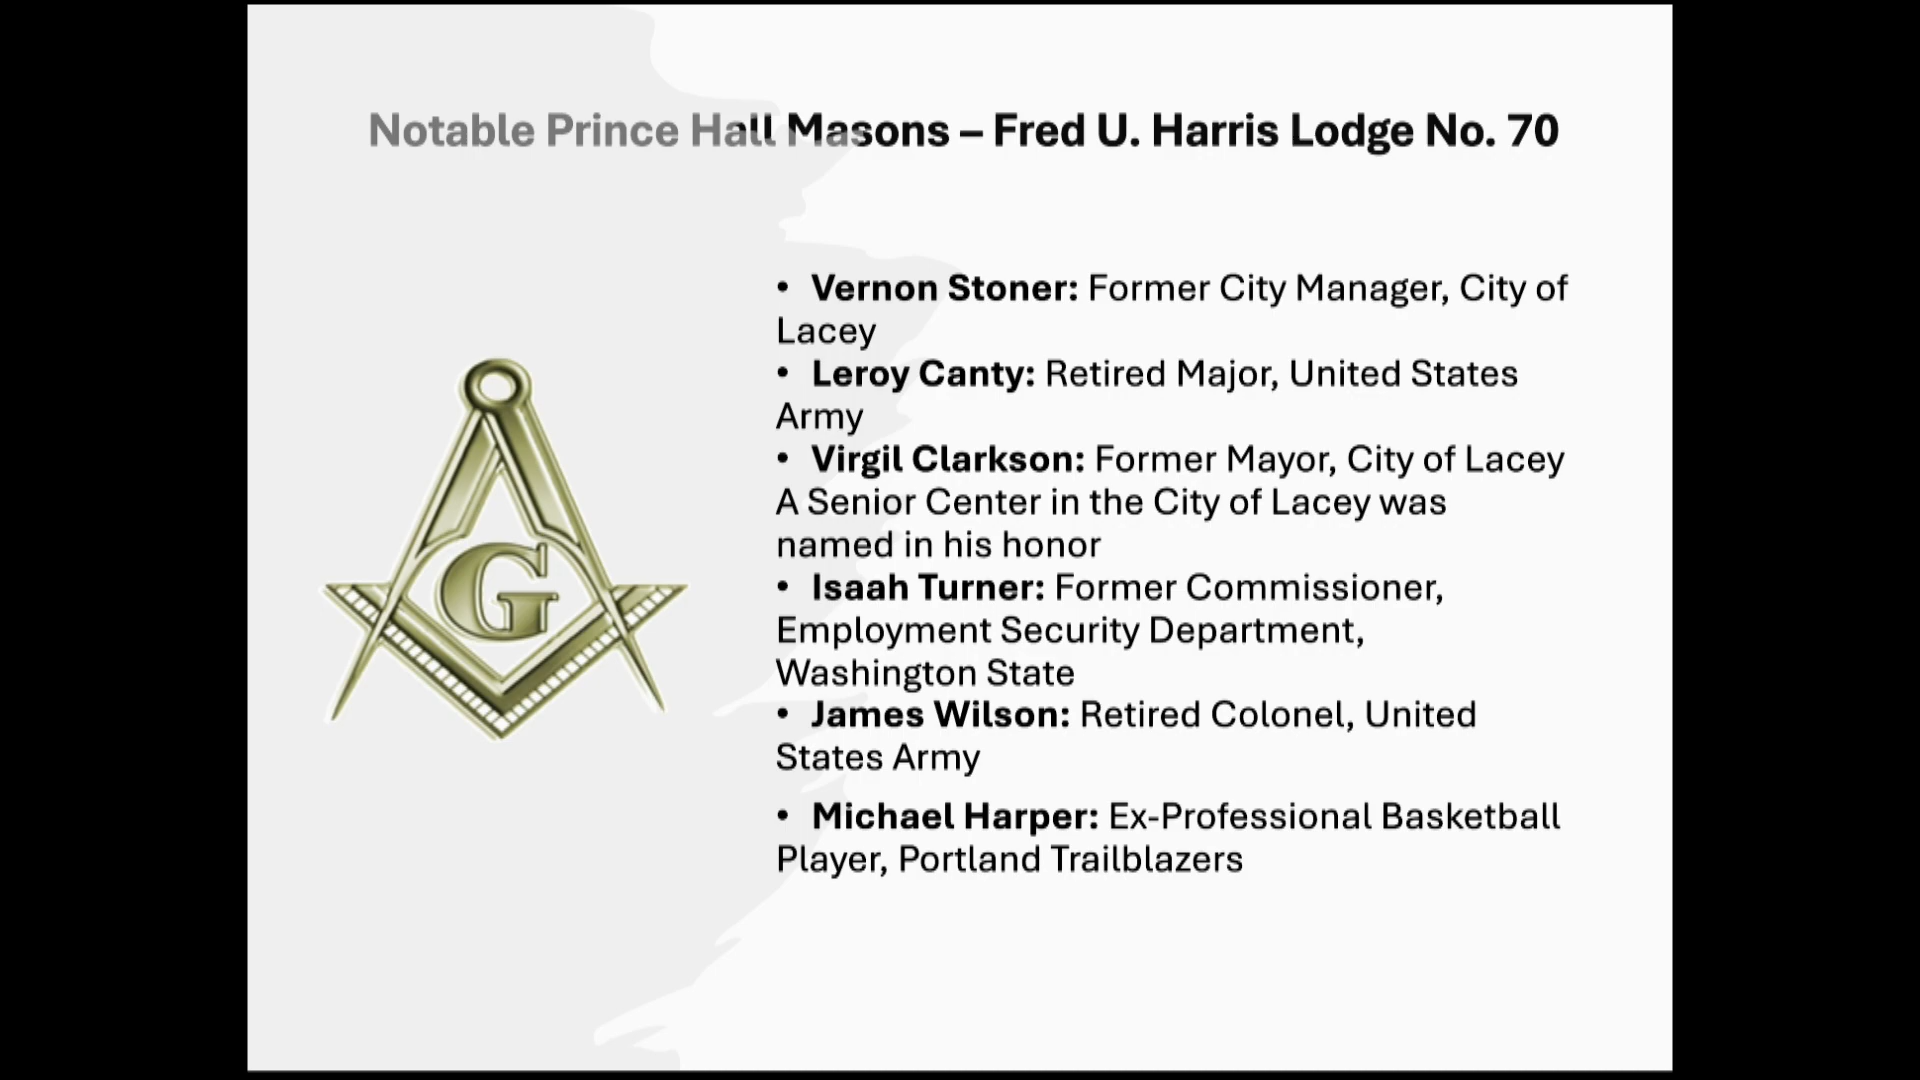 Notable Prince Hall Masons – Fred U. Harris Lodge No. 70
• Vernon Stoner: Former City Manager, City of
Lacey
• Leroy Canty: Retired Major, United States
Army
• Virgil Clarkson: Former Mayor, City of Lacey
A Senior Center in the City of Lacey was
named in his honor
• Isaah Turner: Former Commissioner,
Employment Security Department,
Washington State
• James Wilson: Retired Colonel, United
States Army
• Michael Harper: Ex-Professional Basketball
Player, Portland Trailblazers
G